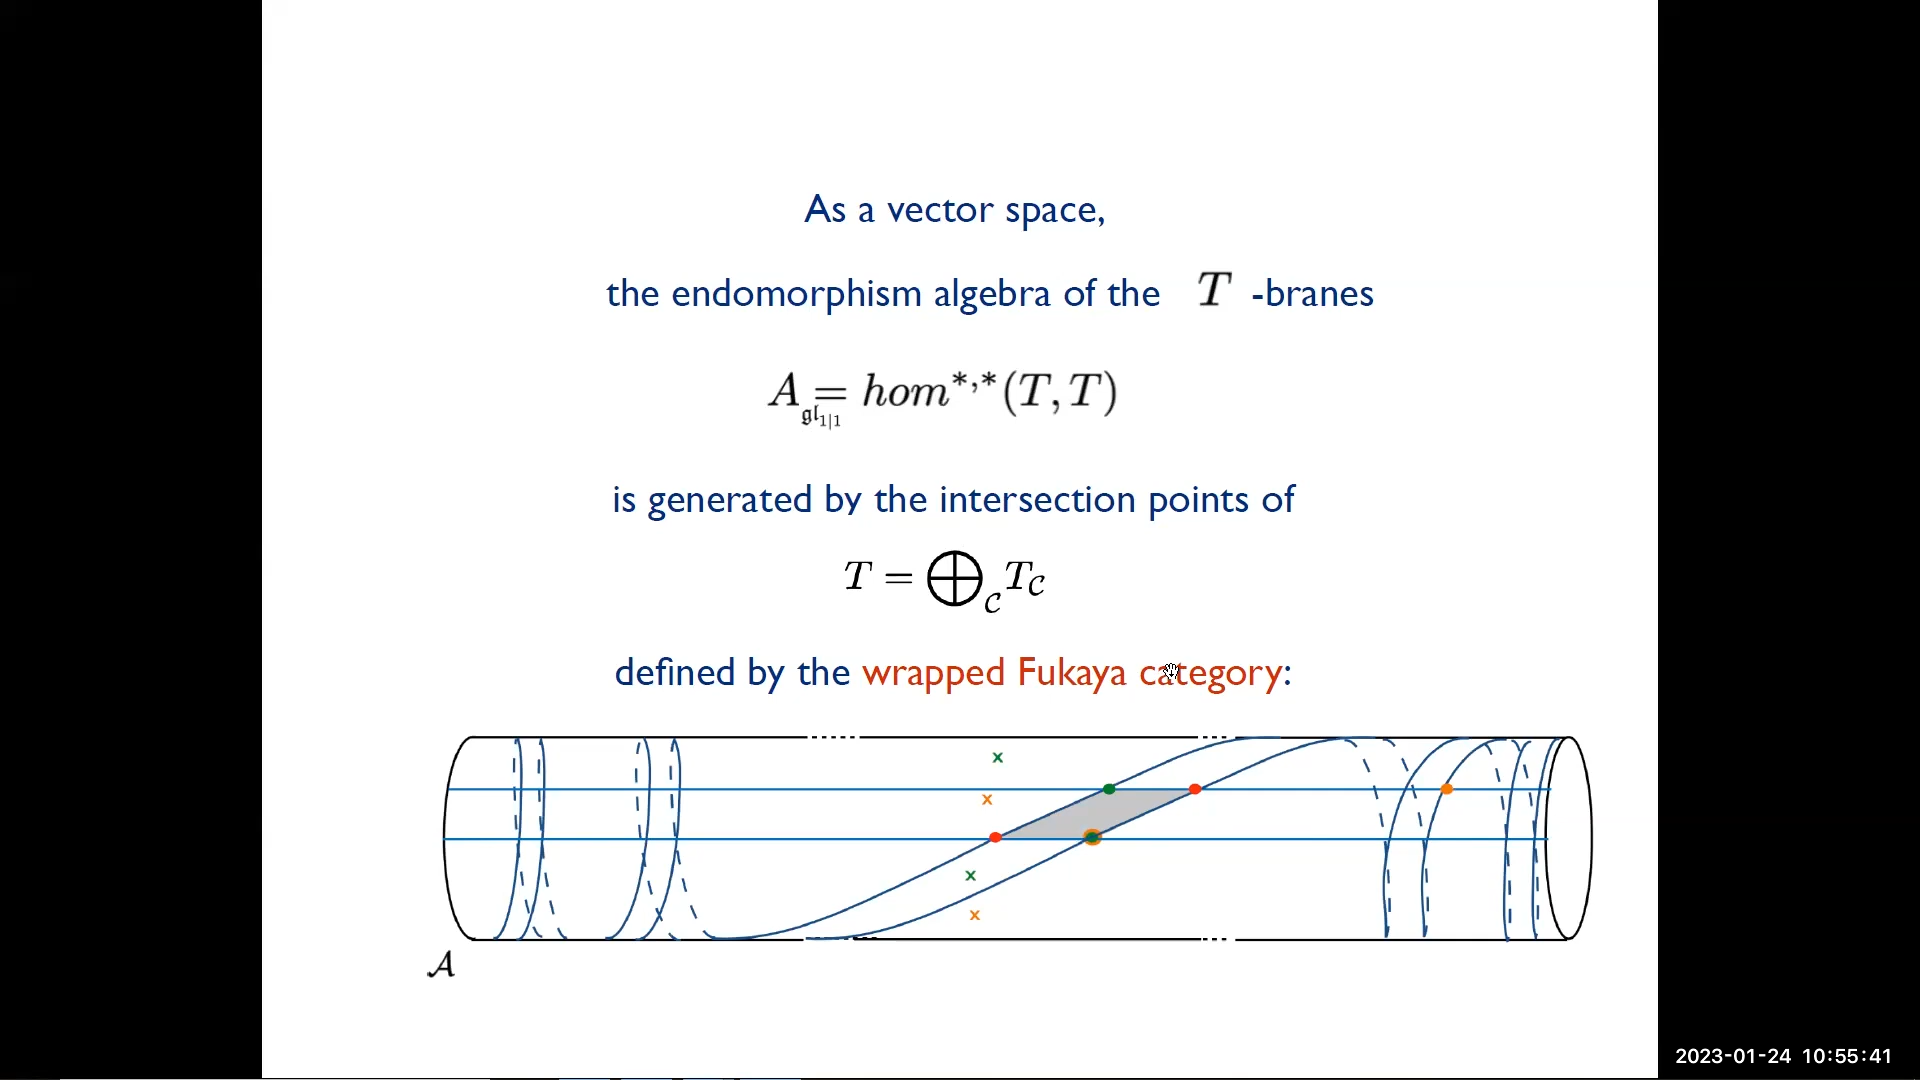 As a vector space,
the endomorphism algebra of the T -branes
A = hom*,*(T, T)
𝔤𝔩₁|₁
is generated by the intersection points of
T = ⊕_𝒞 T_𝒞
defined by the wrapped Fukaya category:
x
x
x
x
𝒜
2023-01-24 10:55:41